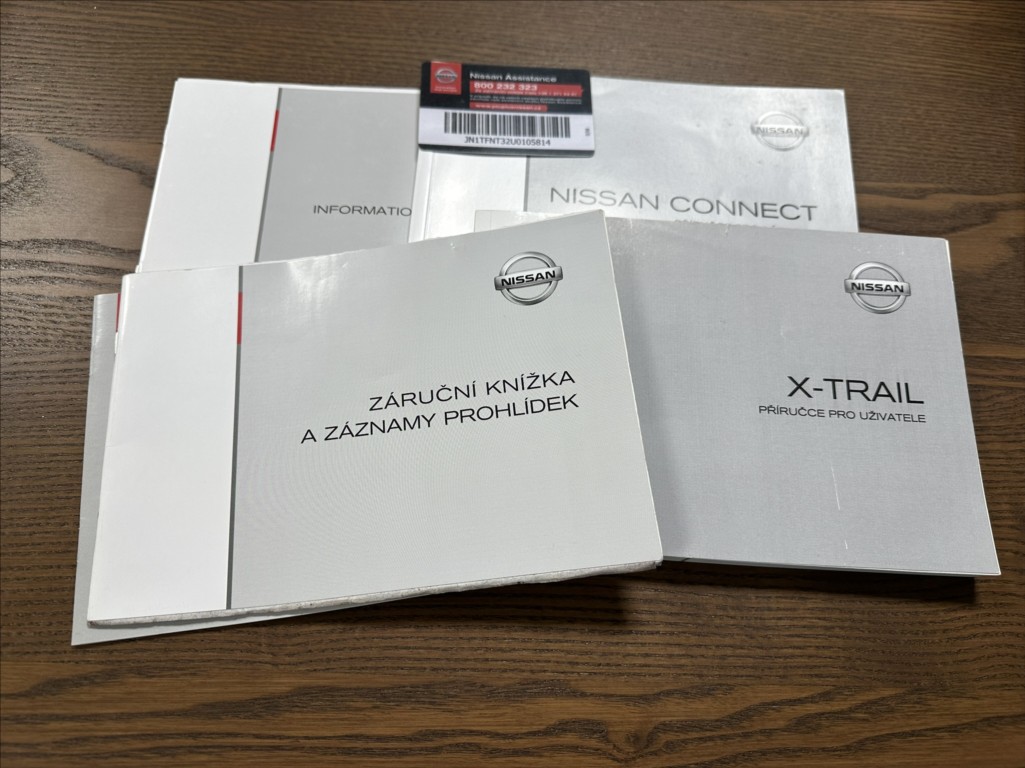 Nissan Assistance
800 232 323
JN1TFNT32U0105814
NISSAN
NISSAN CONNECT
INFORMATIO
NISSAN
ZÁRUČNÍ KNÍŽKA
A ZÁZNAMY PROHLÍDEK
NISSAN
X-TRAIL
PŘÍRUČCE PRO UŽIVATELE